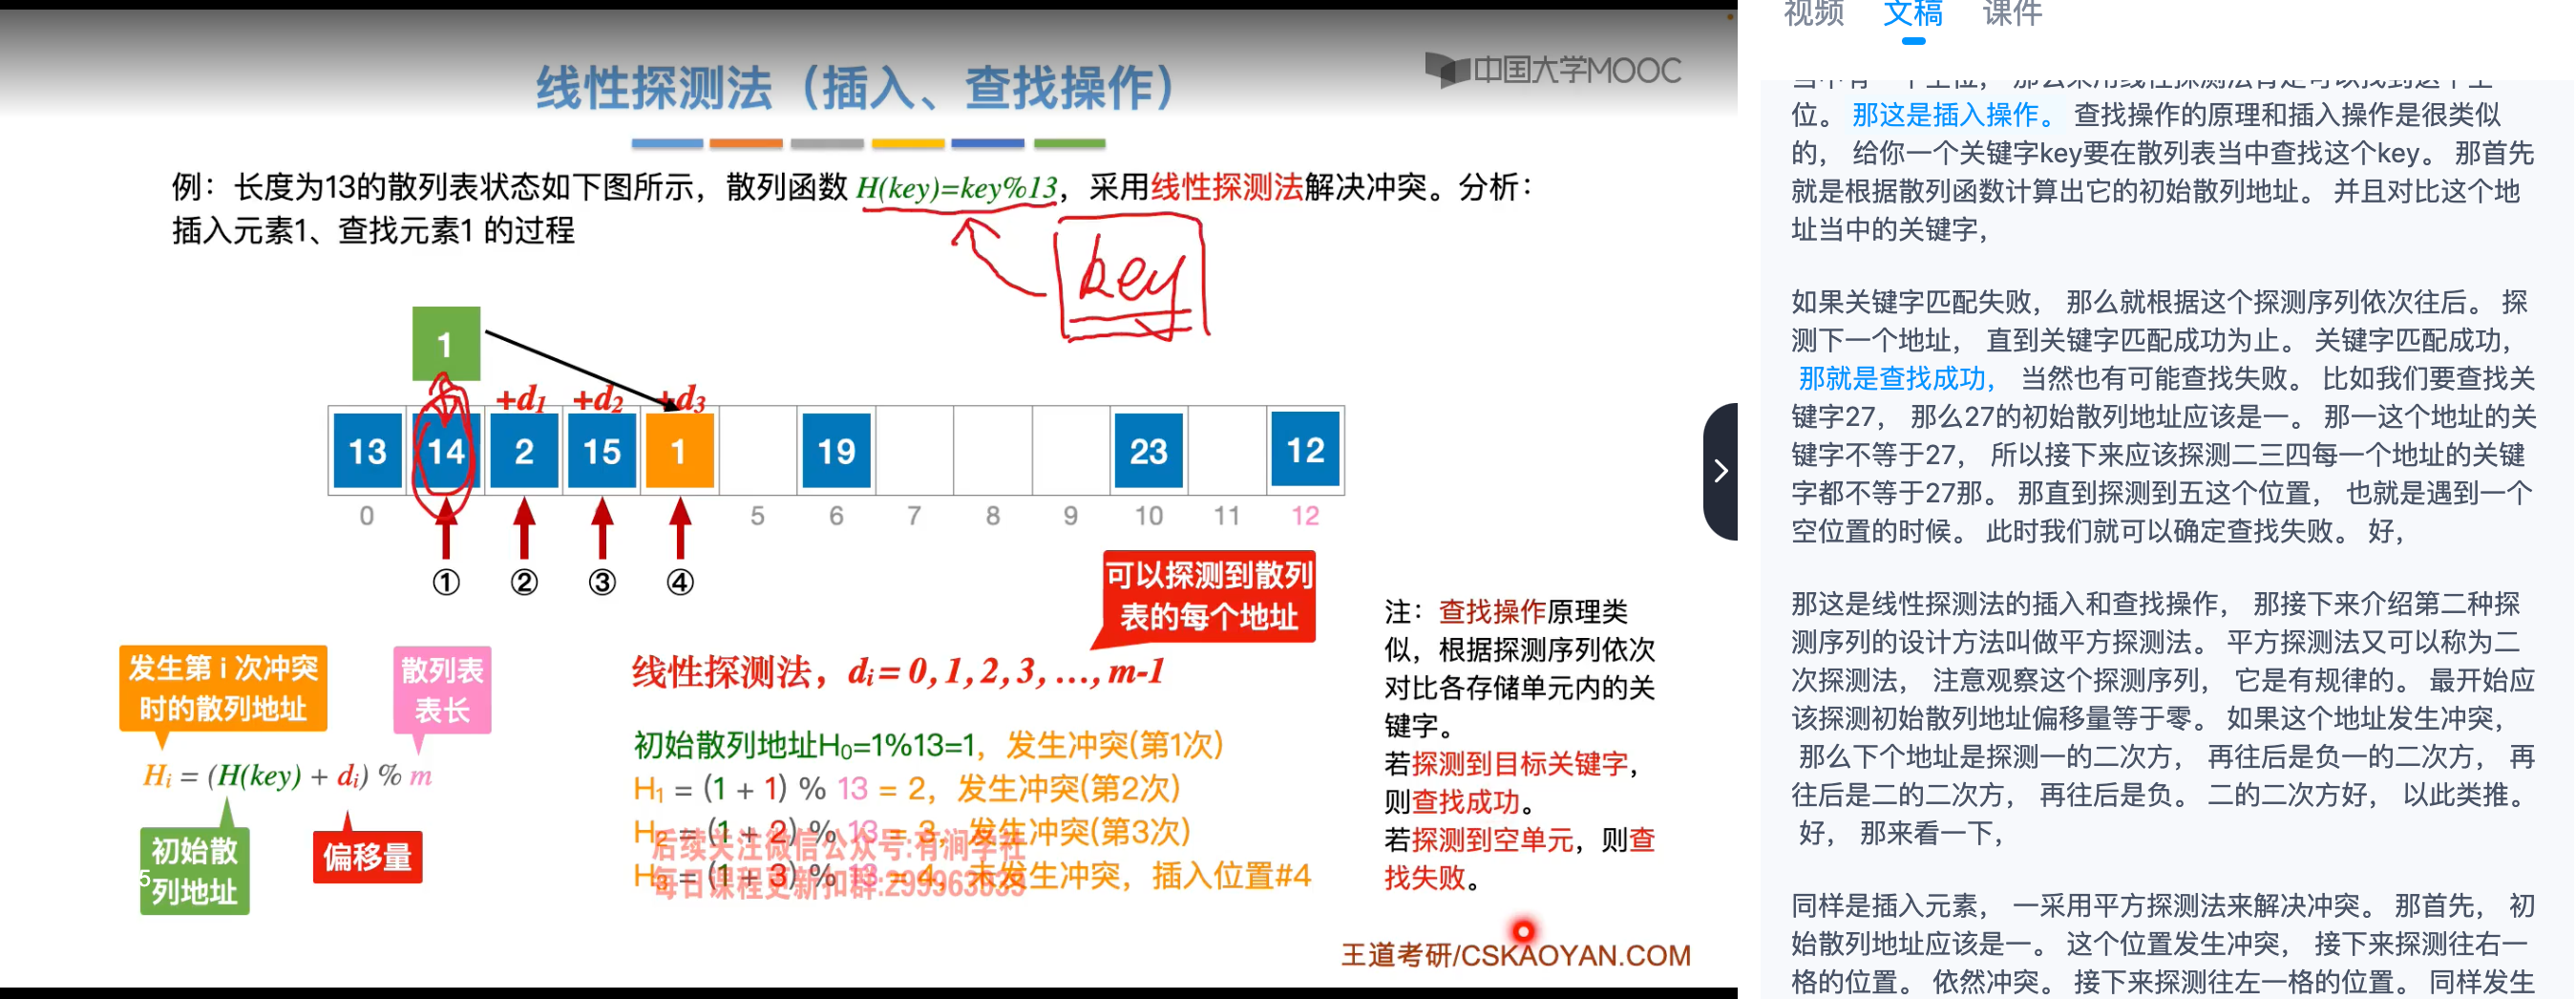 线性探测法（插入、查找操作）
中国大学MOOC
例：长度为13的散列表状态如下图所示，散列函数 H(key)=key%13，采用线性探测法解决冲突。分析：
插入元素1、查找元素1 的过程
key
1
+d1 +d2 +d3
13 14 2 15 1 19 23 12
0 5 6 7 8 9 10 11 12
① ② ③ ④
可以探测到散列
表的每个地址
发生第 i 次冲突
时的散列地址
散列表
表长
Hi = (H(key) + di) % m
初始散
列地址
5
偏移量
线性探测法，di = 0, 1, 2, 3, …, m-1
初始散列地址H0=1%13=1，发生冲突(第1次)
H1 = (1 + 1) % 13 = 2，发生冲突(第2次)
H2 = (1 + 2) % 13 = 3，发生冲突(第3次)
后续关注微信公众号:有润学社
H3 = (1 + 3) % 13 = 4，未发生冲突，插入位置#4
每日课程更新扣群:299963939
注：查找操作原理类
似，根据探测序列依次
对比各存储单元内的关
键字。
若探测到目标关键字，
则查找成功。
若探测到空单元，则查
找失败。
王道考研/CSKAOYAN.COM
视频 文稿 课件
位。 那这是插入操作。 查找操作的原理和插入操作是很类似
的， 给你一个关键字key要在散列表当中查找这个key。 那首先
就是根据散列函数计算出它的初始散列地址。 并且对比这个地
址当中的关键字，
如果关键字匹配失败， 那么就根据这个探测序列依次往后。 探
测下一个地址， 直到关键字匹配成功为止。 关键字匹配成功，
那就是查找成功， 当然也有可能查找失败。 比如我们要查找关
键字27， 那么27的初始散列地址应该是一。 那一这个地址的关
键字不等于27， 所以接下来应该探测二三四每一个地址的关键
字都不等于27那。 那直到探测到五这个位置， 也就是遇到一个
空位置的时候。 此时我们就可以确定查找失败。 好，
那这是线性探测法的插入和查找操作， 那接下来介绍第二种探
测序列的设计方法叫做平方探测法。 平方探测法又可以称为二
次探测法， 注意观察这个探测序列， 它是有规律的。 最开始应
该探测初始散列地址偏移量等于零。 如果这个地址发生冲突，
那么下个地址是探测一的二次方， 再往后是负一的二次方， 再
往后是二的二次方， 再往后是负。 二的二次方好， 以此类推。
好， 那来看一下，
同样是插入元素， 一采用平方探测法来解决冲突。 那首先， 初
始散列地址应该是一。 这个位置发生冲突， 接下来探测往右一
格的位置。 依然冲突。 接下来探测往左一格的位置。 同样发生